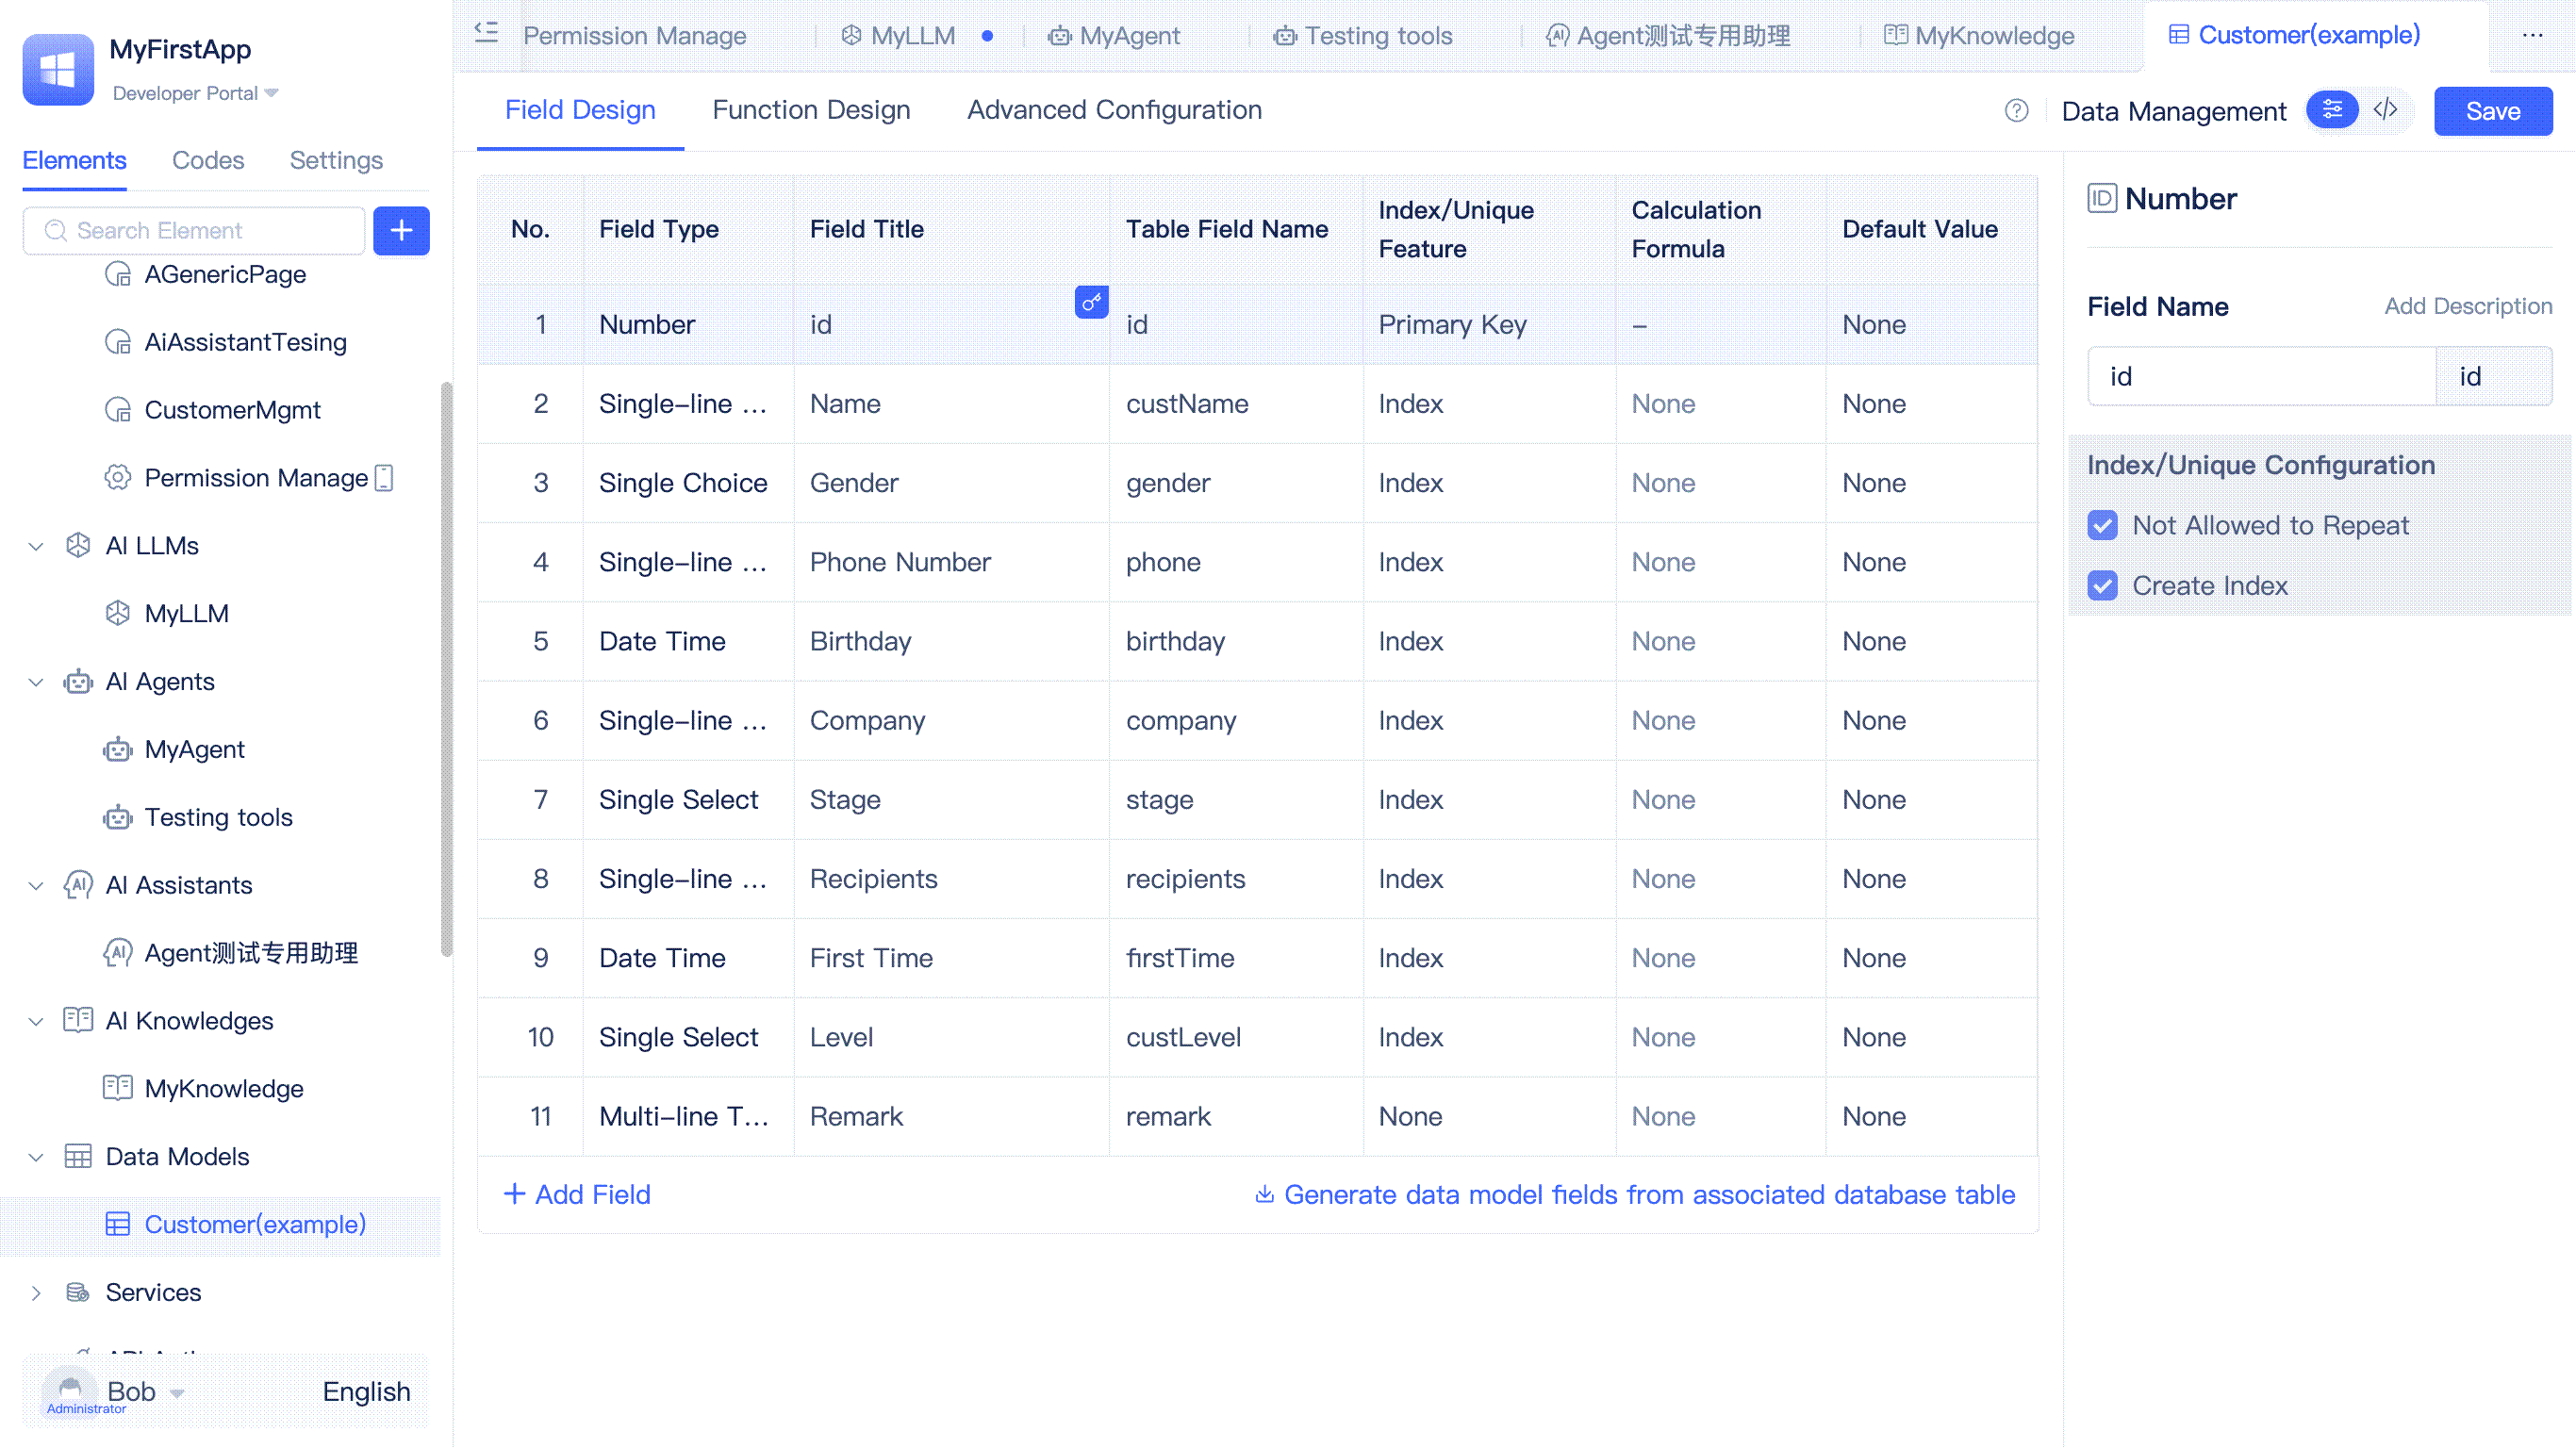 MyFirstApp
Developer Portal
Elements Codes Settings
Search Element
AGenericPage
AiAssistantTesing
CustomerMgmt
Permission Manage
AI LLMs
MyLLM
AI Agents
MyAgent
Testing tools
AI Assistants
Agent测试专用助理
AI Knowledges
MyKnowledge
Data Models
Customer(example)
Services
Bob
Administrator
English
Permission Manage MyLLM MyAgent Testing tools Agent测试专用助理 MyKnowledge Customer(example) ...
Field Design Function Design Advanced Configuration
Data Management </> Save
No. Field Type Field Title Table Field Name Index/Unique Feature Calculation Formula Default Value
1 Number id id Primary Key – None
2 Single-line ... Name custName Index None None
3 Single Choice Gender gender Index None None
4 Single-line ... Phone Number phone Index None None
5 Date Time Birthday birthday Index None None
6 Single-line ... Company company Index None None
7 Single Select Stage stage Index None None
8 Single-line ... Recipients recipients Index None None
9 Date Time First Time firstTime Index None None
10 Single Select Level custLevel Index None None
11 Multi-line T... Remark remark None None None
+ Add Field
Generate data model fields from associated database table
ID Number
Field Name Add Description
id id
Index/Unique Configuration
Not Allowed to Repeat
Create Index